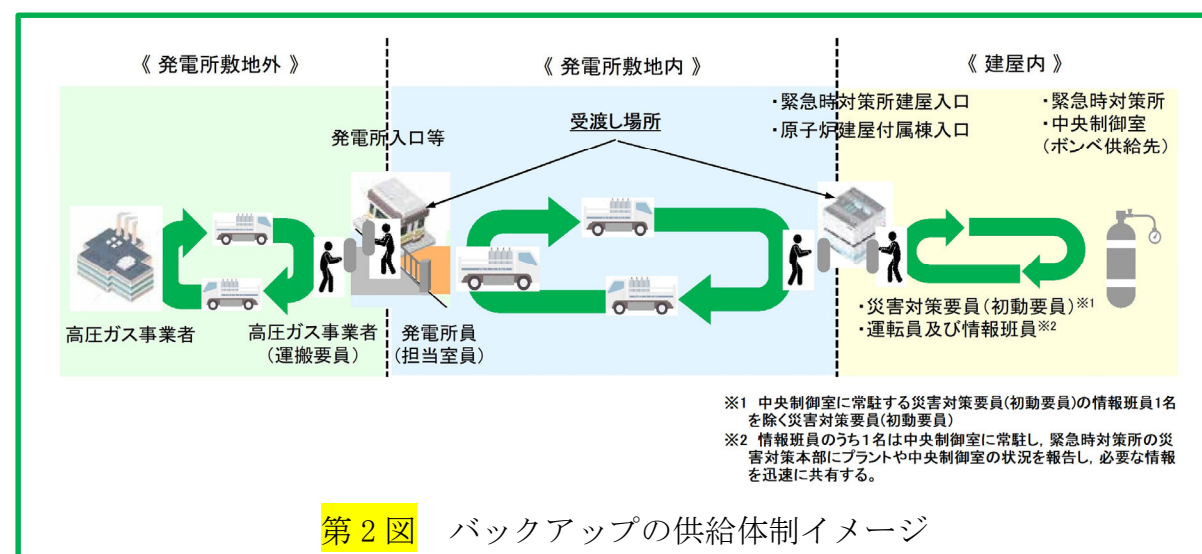 《 発電所敷地外 》
《 発電所敷地内 》
《 建屋内 》
発電所入口等
受渡し場所
・緊急時対策所建屋入口
・原子炉建屋付属棟入口
・緊急時対策所
・中央制御室
(ボンベ供給先)
高圧ガス事業者
高圧ガス事業者
(運搬要員)
発電所員
(担当室員)
・災害対策要員(初動要員)※1
・運転員及び情報班員※2
※1 中央制御室に常駐する災害対策要員(初動要員)の情報班員1名
を除く災害対策要員(初動要員)
※2 情報班員のうち1名は中央制御室に常駐し,緊急時対策所の災
害対策本部にプラントや中央制御室の状況を報告し,必要な情報
を迅速に共有する。
第2図 バックアップの供給体制イメージ